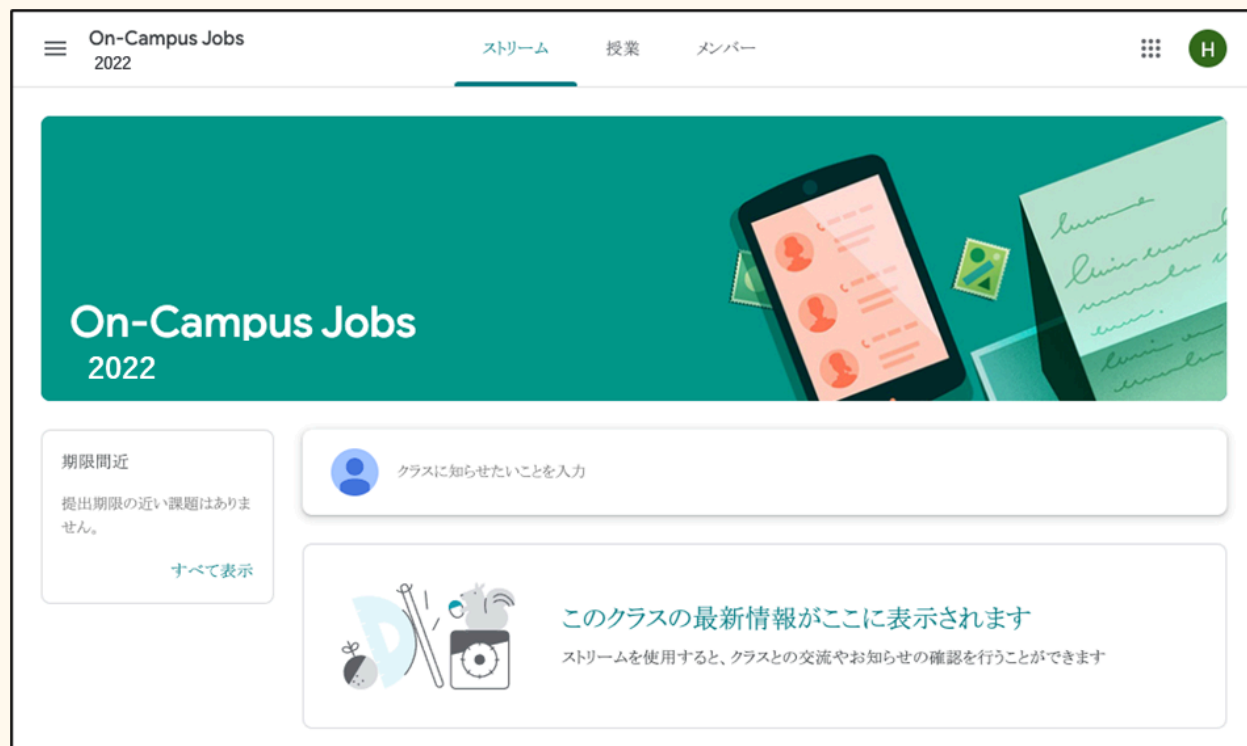 On-Campus Jobs
2022
ストリーム
授業
メンバー
H
On-Campus Jobs
2022
期限間近
提出期限の近い課題はありま
せん。
すべて表示
クラスに知らせたいことを入力
このクラスの最新情報がここに表示されます
ストリームを使用すると、クラスとの交流やお知らせの確認を行うことができます